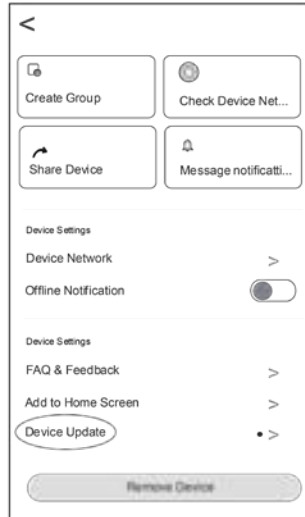 <
Create Group
Check Device Net...
Share Device
Message notificatti...
Device Settings
Device Network >
Offline Notification
Device Settings
FAQ & Feedback >
Add to Home Screen >
Device Update • >
Remove Device